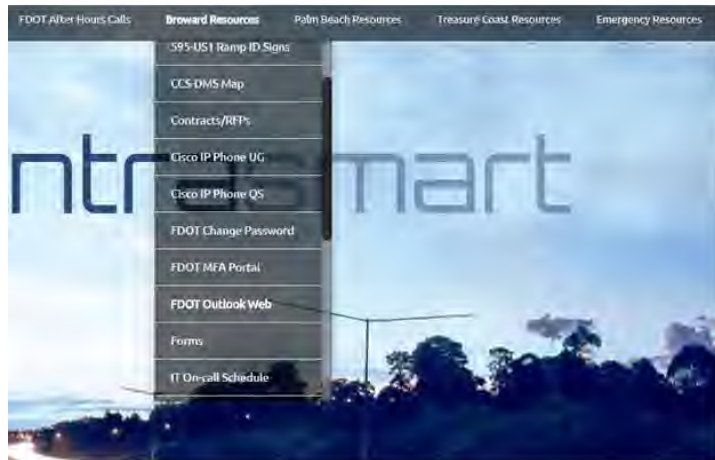 FDOT After Hours Calls Broward Resources Palm Beach Resources Treasure Coast Resources Emergency Resources
595-US1 Ramp ID Signs
CCS-DMS Map
Contracts/RFPs
Cisco IP Phone UG
Cisco IP Phone QS
FDOT Change Password
FDOT MFA Portal
FDOT Outlook Web
Forms
IT On-call Schedule
ntrasmart